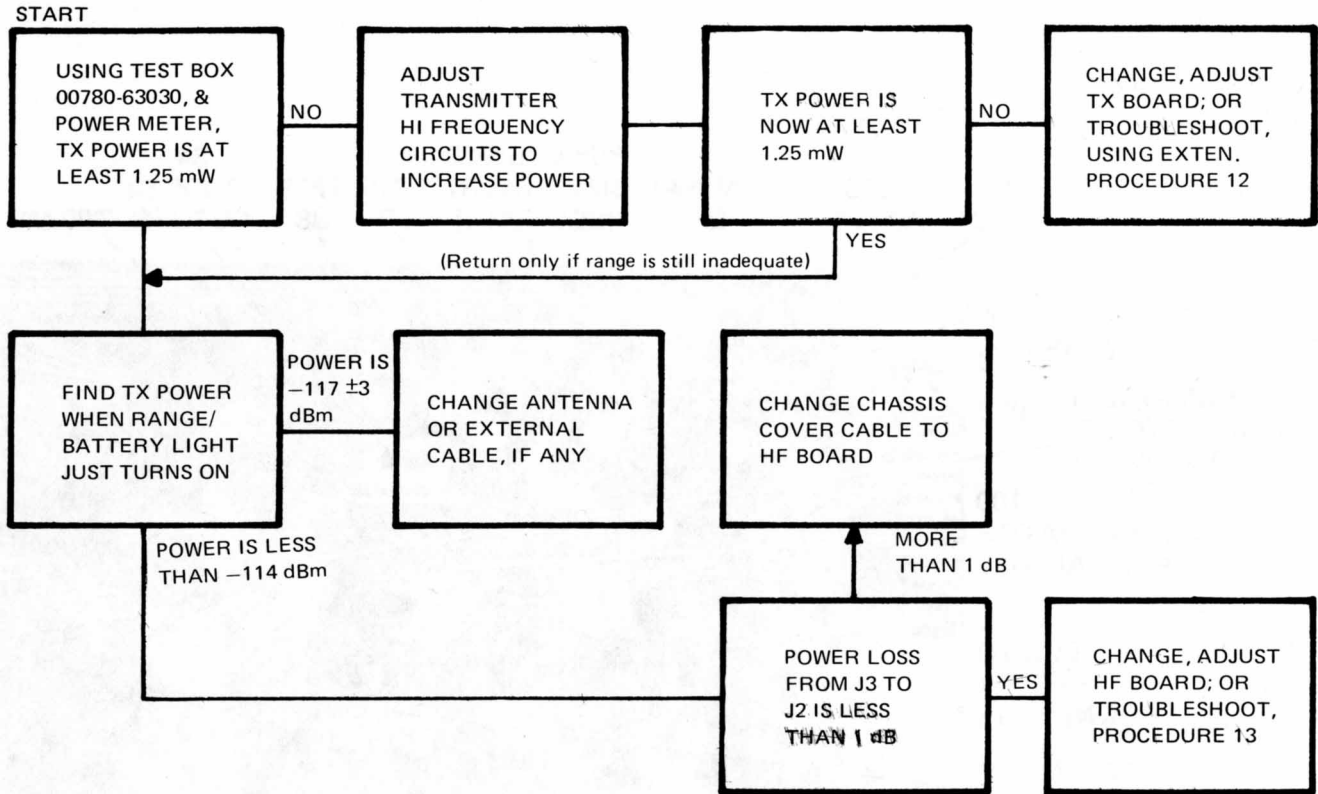 START
USING TEST BOX
00780-63030, &
POWER METER,
TX POWER IS AT
LEAST 1.25 mW
NO
ADJUST
TRANSMITTER
HI FREQUENCY
CIRCUITS TO
INCREASE POWER
TX POWER IS
NOW AT LEAST
1.25 mW
NO
CHANGE, ADJUST
TX BOARD; OR
TROUBLESHOOT,
USING EXTEN.
PROCEDURE 12
YES
(Return only if range is still inadequate)
FIND TX POWER
WHEN RANGE/
BATTERY LIGHT
JUST TURNS ON
POWER IS
−117 ±3
dBm
CHANGE ANTENNA
OR EXTERNAL
CABLE, IF ANY
CHANGE CHASSIS
COVER CABLE TO
HF BOARD
POWER IS LESS
THAN −114 dBm
MORE
THAN 1 dB
POWER LOSS
FROM J3 TO
J2 IS LESS
THAN 1 dB
YES
CHANGE, ADJUST
HF BOARD; OR
TROUBLESHOOT,
PROCEDURE 13